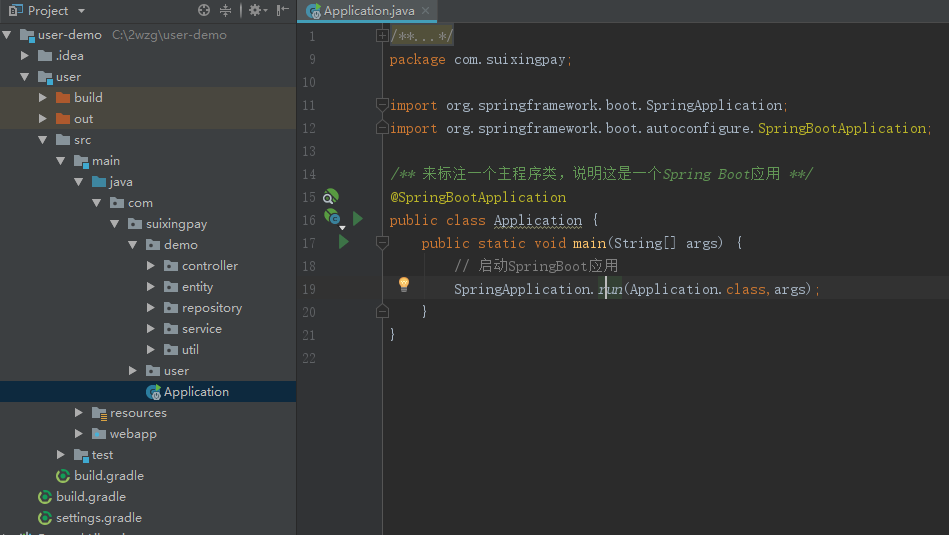 Project
user-demo C:\2wzg\user-demo
.idea
user
build
out
src
main
java
com
suixingpay
demo
controller
entity
repository
service
util
user
Application
resources
webapp
test
build.gradle
build.gradle
settings.gradle
Application.java
1 /**...*/
9 package com.suixingpay;
10
11 import org.springframework.boot.SpringApplication;
12 import org.springframework.boot.autoconfigure.SpringBootApplication;
13
14 /** 来标注一个主程序类，说明这是一个Spring Boot应用 **/
15 @SpringBootApplication
16 public class Application {
17 public static void main(String[] args) {
18 // 启动SpringBoot应用
19 SpringApplication.run(Application.class,args);
20 }
21 }
22